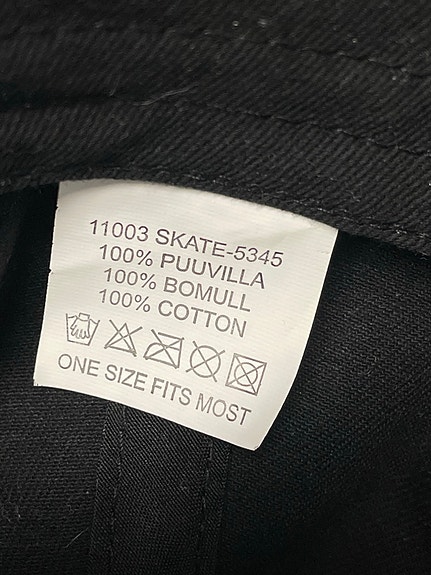 11003 SKATE-5345
100% PUUVILLA
100% BOMULL
100% COTTON
ONE SIZE FITS MOST